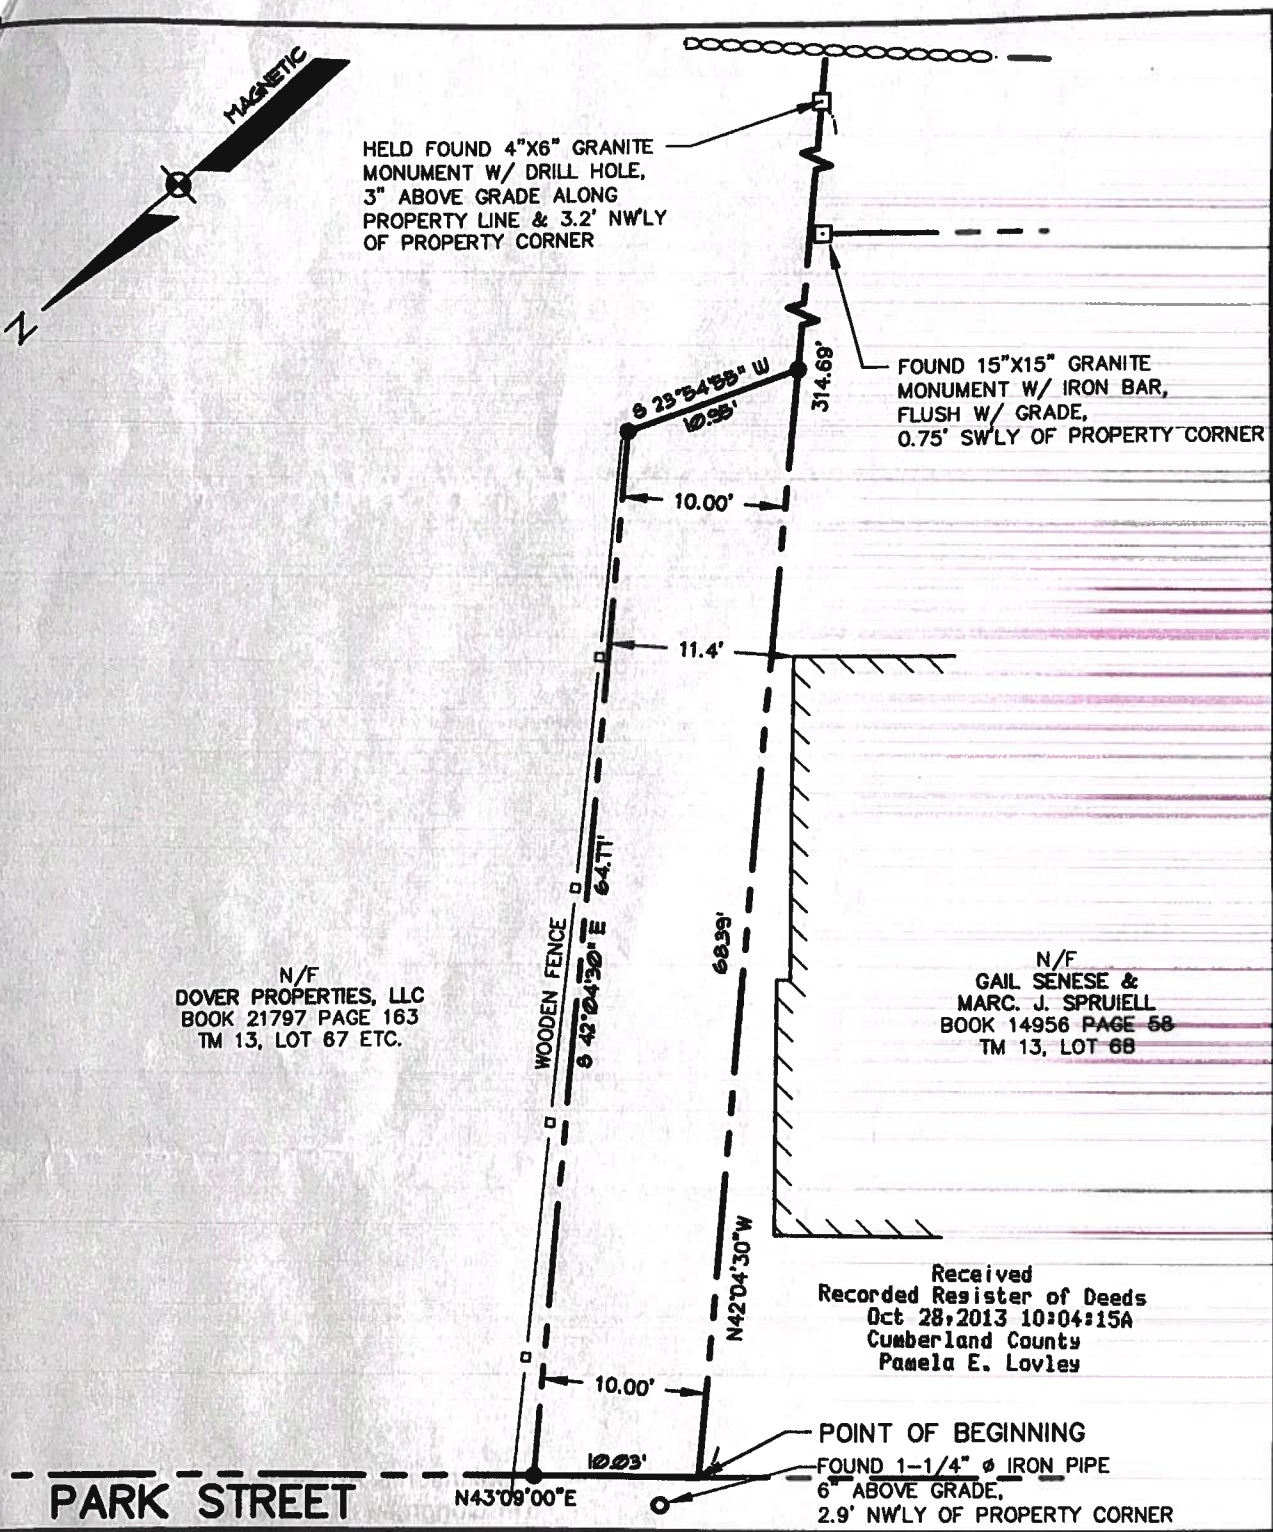 MAGNETIC
N
HELD FOUND 4"X6" GRANITE
MONUMENT W/ DRILL HOLE,
3" ABOVE GRADE ALONG
PROPERTY LINE & 3.2' NW'LY
OF PROPERTY CORNER
FOUND 15"X15" GRANITE
MONUMENT W/ IRON BAR,
FLUSH W/ GRADE,
0.75' SW'LY OF PROPERTY CORNER
314.69'
S 23°54'55" W
10.95'
10.00'
11.4'
WOODEN FENCE
S 42°04'30" E 64.77'
68.39'
N42°04'30"W
N/F
DOVER PROPERTIES, LLC
BOOK 21797 PAGE 163
TM 13, LOT 67 ETC.
N/F
GAIL SENESE &
MARC. J. SPRUIELL
BOOK 14956 PAGE 58
TM 13, LOT 68
Received
Recorded Register of Deeds
Oct 28,2013 10:04:15A
Cumberland County
Pamela E. Lovley
10.00'
POINT OF BEGINNING
FOUND 1-1/4" ø IRON PIPE
6" ABOVE GRADE,
2.9' NW'LY OF PROPERTY CORNER
10.03'
N43°09'00"E
PARK STREET